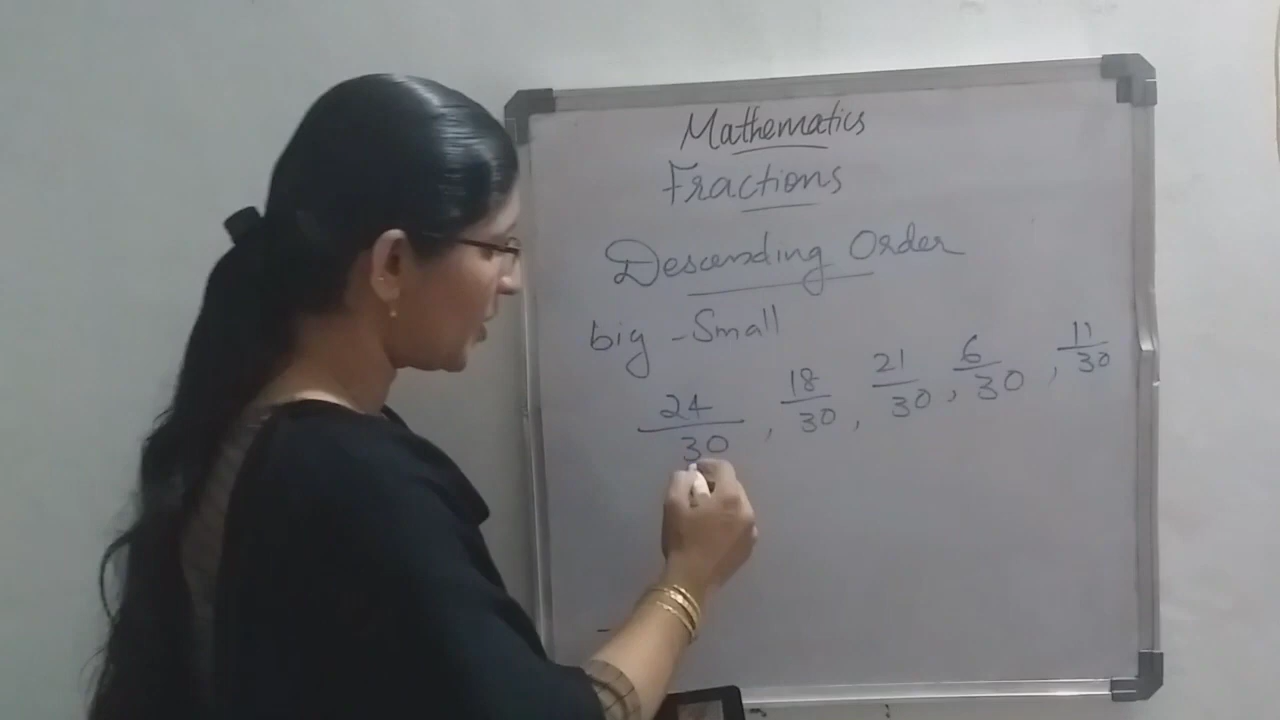 Mathematics
Fractions
Descending Order
big - Small
24/30, 18/30, 21/30, 6/30, 11/30